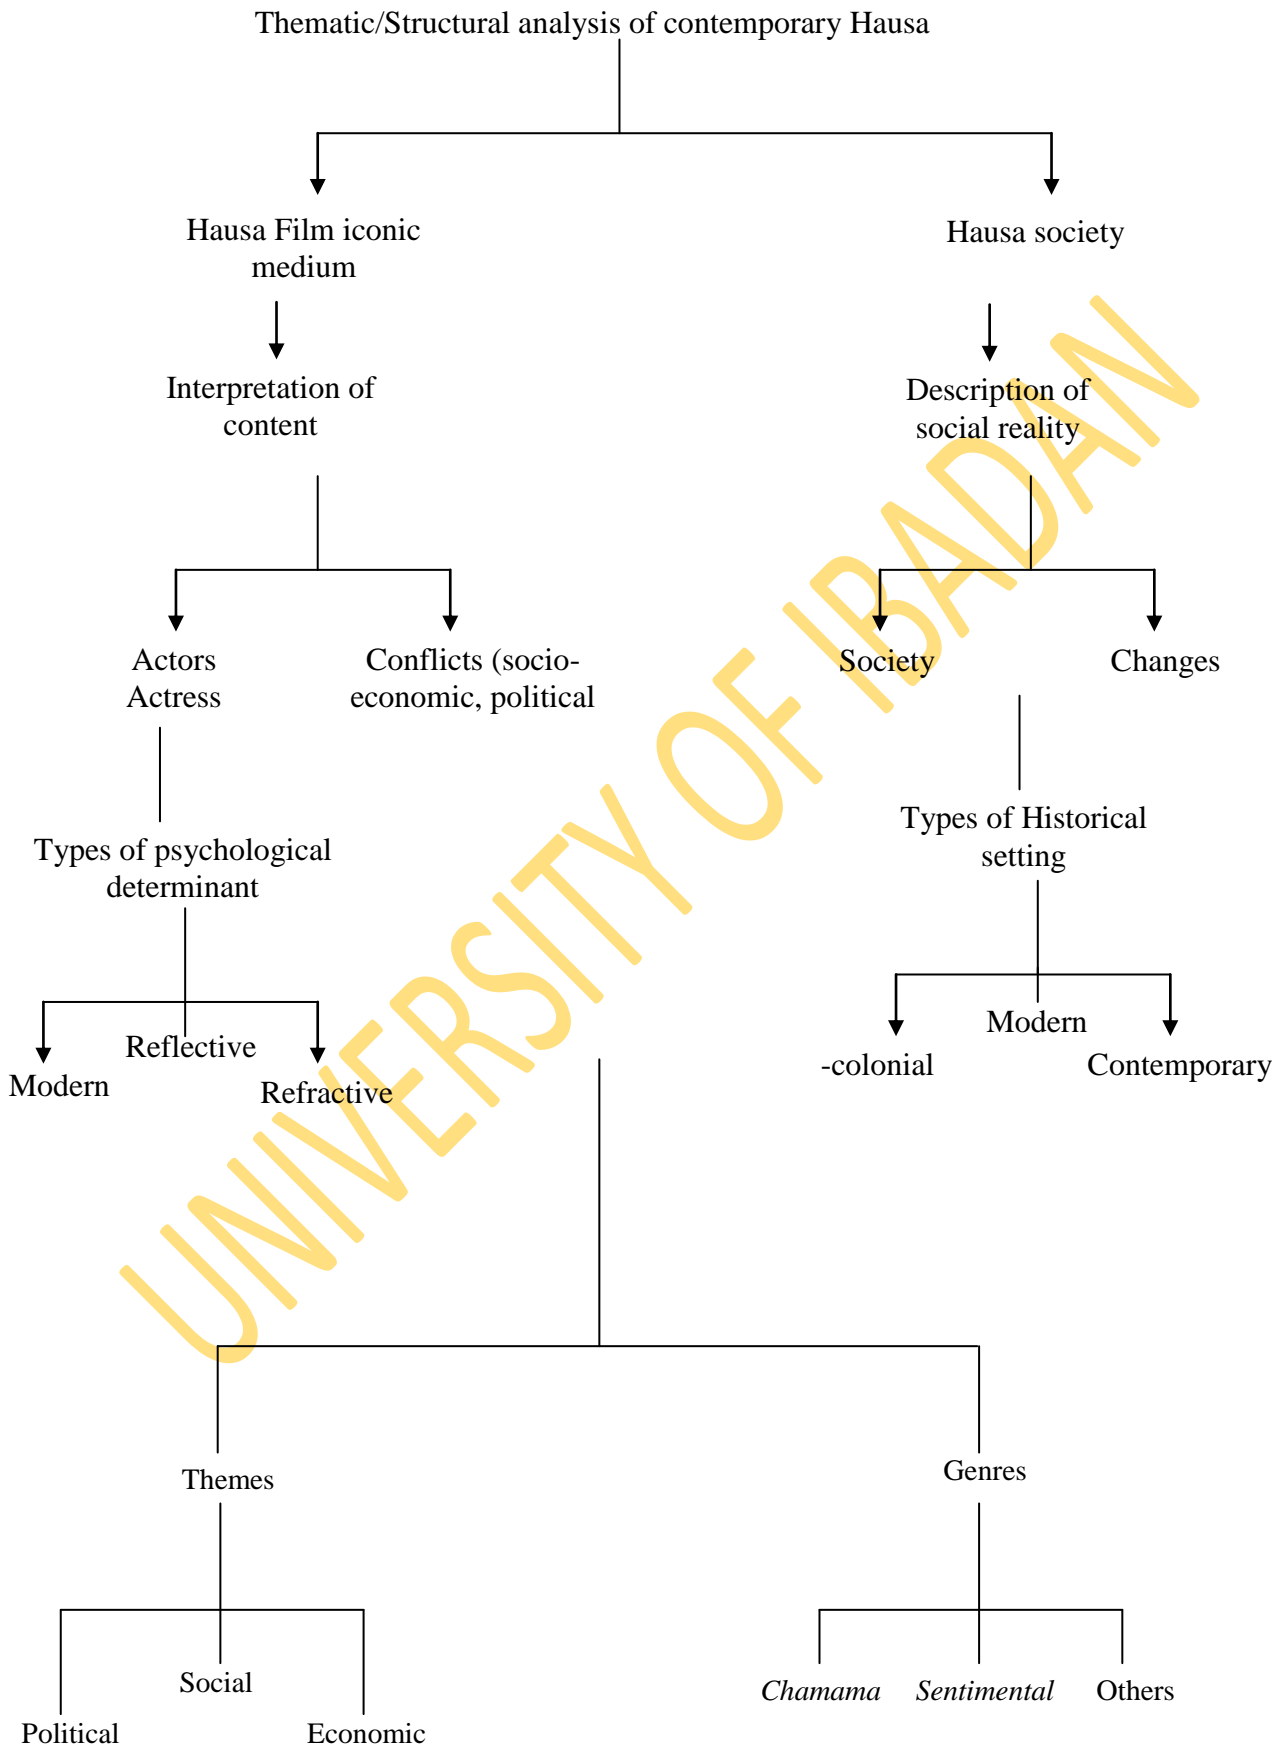 Thematic/Structural analysis of contemporary Hausa
Hausa Film iconic
medium
Hausa society
Interpretation of
content
Description of
social reality
Actors
Actress
Conflicts (socio-
economic, political
Society
Changes
Types of psychological
determinant
Types of Historical
setting
Modern
Reflective
Refractive
-colonial
Modern
Contemporary
Themes
Genres
Political
Social
Economic
Chamama
Sentimental
Others
UNIVERSITY OF IBADAN